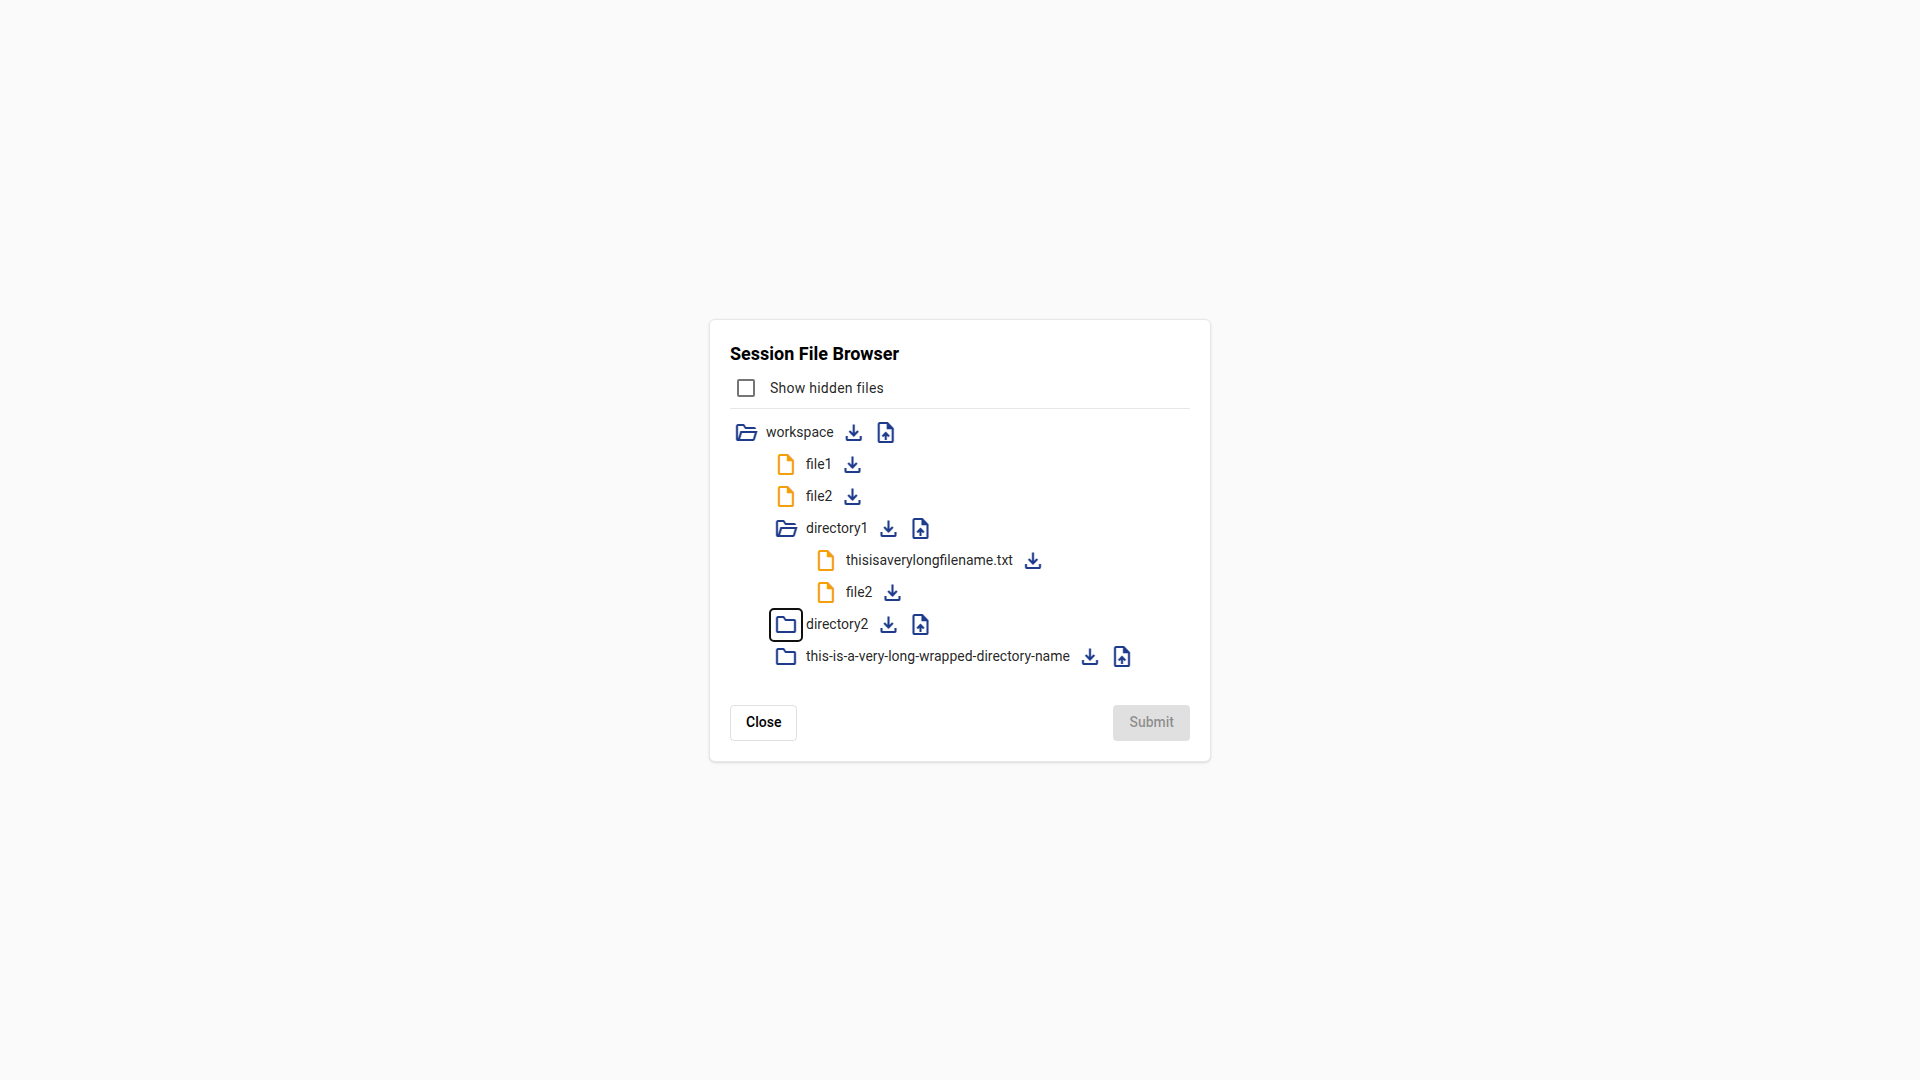 Session File Browser
Show hidden files
workspace
file1
file2
directory1
thisisaverylongfilename.txt
file2
directory2
this-is-a-very-long-wrapped-directory-name
Close
Submit